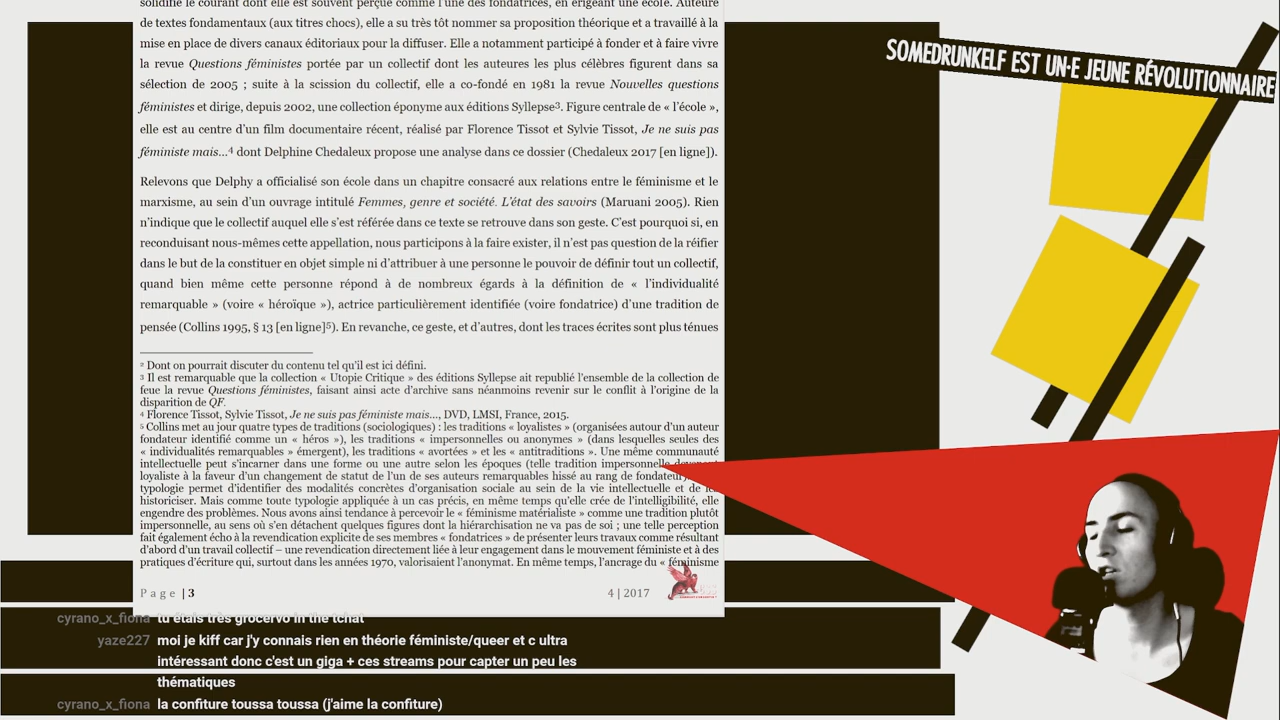 solidifié le courant dont elle est souvent perçue comme l'une des fondatrices, en érigeant une école. Auteure
de textes fondamentaux (aux titres chocs), elle a su très tôt nommer sa proposition théorique et a travaillé à la
mise en place de divers canaux éditoriaux pour la diffuser. Elle a notamment participé à fonder et à faire vivre
la revue Questions féministes portée par un collectif dont les auteures les plus célèbres figurent dans sa
sélection de 2005 ; suite à la scission du collectif, elle a co-fondé en 1981 la revue Nouvelles questions
féministes et dirige, depuis 2002, une collection éponyme aux éditions Syllepse³. Figure centrale de « l'école »,
elle est au centre d'un film documentaire récent, réalisé par Florence Tissot et Sylvie Tissot, Je ne suis pas
féministe mais…⁴ dont Delphine Chedaleux propose une analyse dans ce dossier (Chedaleux 2017 [en ligne]).
Relevons que Delphy a officialisé son école dans un chapitre consacré aux relations entre le féminisme et le
marxisme, au sein d'un ouvrage intitulé Femmes, genre et société. L'état des savoirs (Maruani 2005). Rien
n'indique que le collectif auquel elle s'est référée dans ce texte se retrouve dans son geste. C'est pourquoi si, en
reconduisant nous-mêmes cette appellation, nous participons à la faire exister, il n'est pas question de la réifier
dans le but de la constituer en objet simple ni d'attribuer à une personne le pouvoir de définir tout un collectif,
quand bien même cette personne répond à de nombreux égards à la définition de « l'individualité
remarquable » (voire « héroïque »), actrice particulièrement identifiée (voire fondatrice) d'une tradition de
pensée (Collins 1995, § 13 [en ligne]⁵). En revanche, ce geste, et d'autres, dont les traces écrites sont plus ténues
² Dont on pourrait discuter du contenu tel qu'il est ici défini.
³ Il est remarquable que la collection « Utopie Critique » des éditions Syllepse ait republié l'ensemble de la collection de
feue la revue Questions féministes, faisant ainsi acte d'archive sans néanmoins revenir sur le conflit à l'origine de la
disparition de QF.
⁴ Florence Tissot, Sylvie Tissot, Je ne suis pas féministe mais…, DVD, LMSI, France, 2015.
⁵ Collins met au jour quatre types de traditions (sociologiques) : les traditions « loyalistes » (organisées autour d'un auteur
fondateur identifié comme un « héros »), les traditions « impersonnelles ou anonymes » (dans lesquelles seules des
« individualités remarquables » émergent), les traditions « avortées » et les « antitraditions ». Une même communauté
intellectuelle peut s'incarner dans une forme ou une autre selon les époques (telle tradition impersonnelle
loyaliste à la faveur d'un changement de statut de l'un de ses auteurs remarquables hissé au rang de fondateur
typologie permet d'identifier des modalités concrètes d'organisation sociale au sein de la vie intellectuelle et de
historiciser. Mais comme toute typologie appliquée à un cas précis, en même temps qu'elle crée de l'intelligibilité, elle
engendre des problèmes. Nous avons ainsi tendance à percevoir le « féminisme matérialiste » comme une tradition plutôt
impersonnelle, au sens où s'en détachent quelques figures dont la hiérarchisation ne va pas de soi ; une telle perception
fait également écho à la revendication explicite de ses membres « fondatrices » de présenter leurs travaux comme résultant
d'abord d'un travail collectif – une revendication directement liée à leur engagement dans le mouvement féministe et à des
pratiques d'écriture qui, surtout dans les années 1970, valorisaient l'anonymat. En même temps, l'ancrage du « féminisme
Page | 3
4 | 2017
SOMEDRUNKELF EST UN·E JEUNE RÉVOLUTIONNAIRE
cyrano_x_fiona tu étais très grocervo in the tchat
yaze227 moi je kiff car j'y connais rien en théorie féministe/queer et c ultra
intéressant donc c'est un giga + ces streams pour capter un peu les
thématiques
cyrano_x_fiona la confiture toussa toussa (j'aime la confiture)